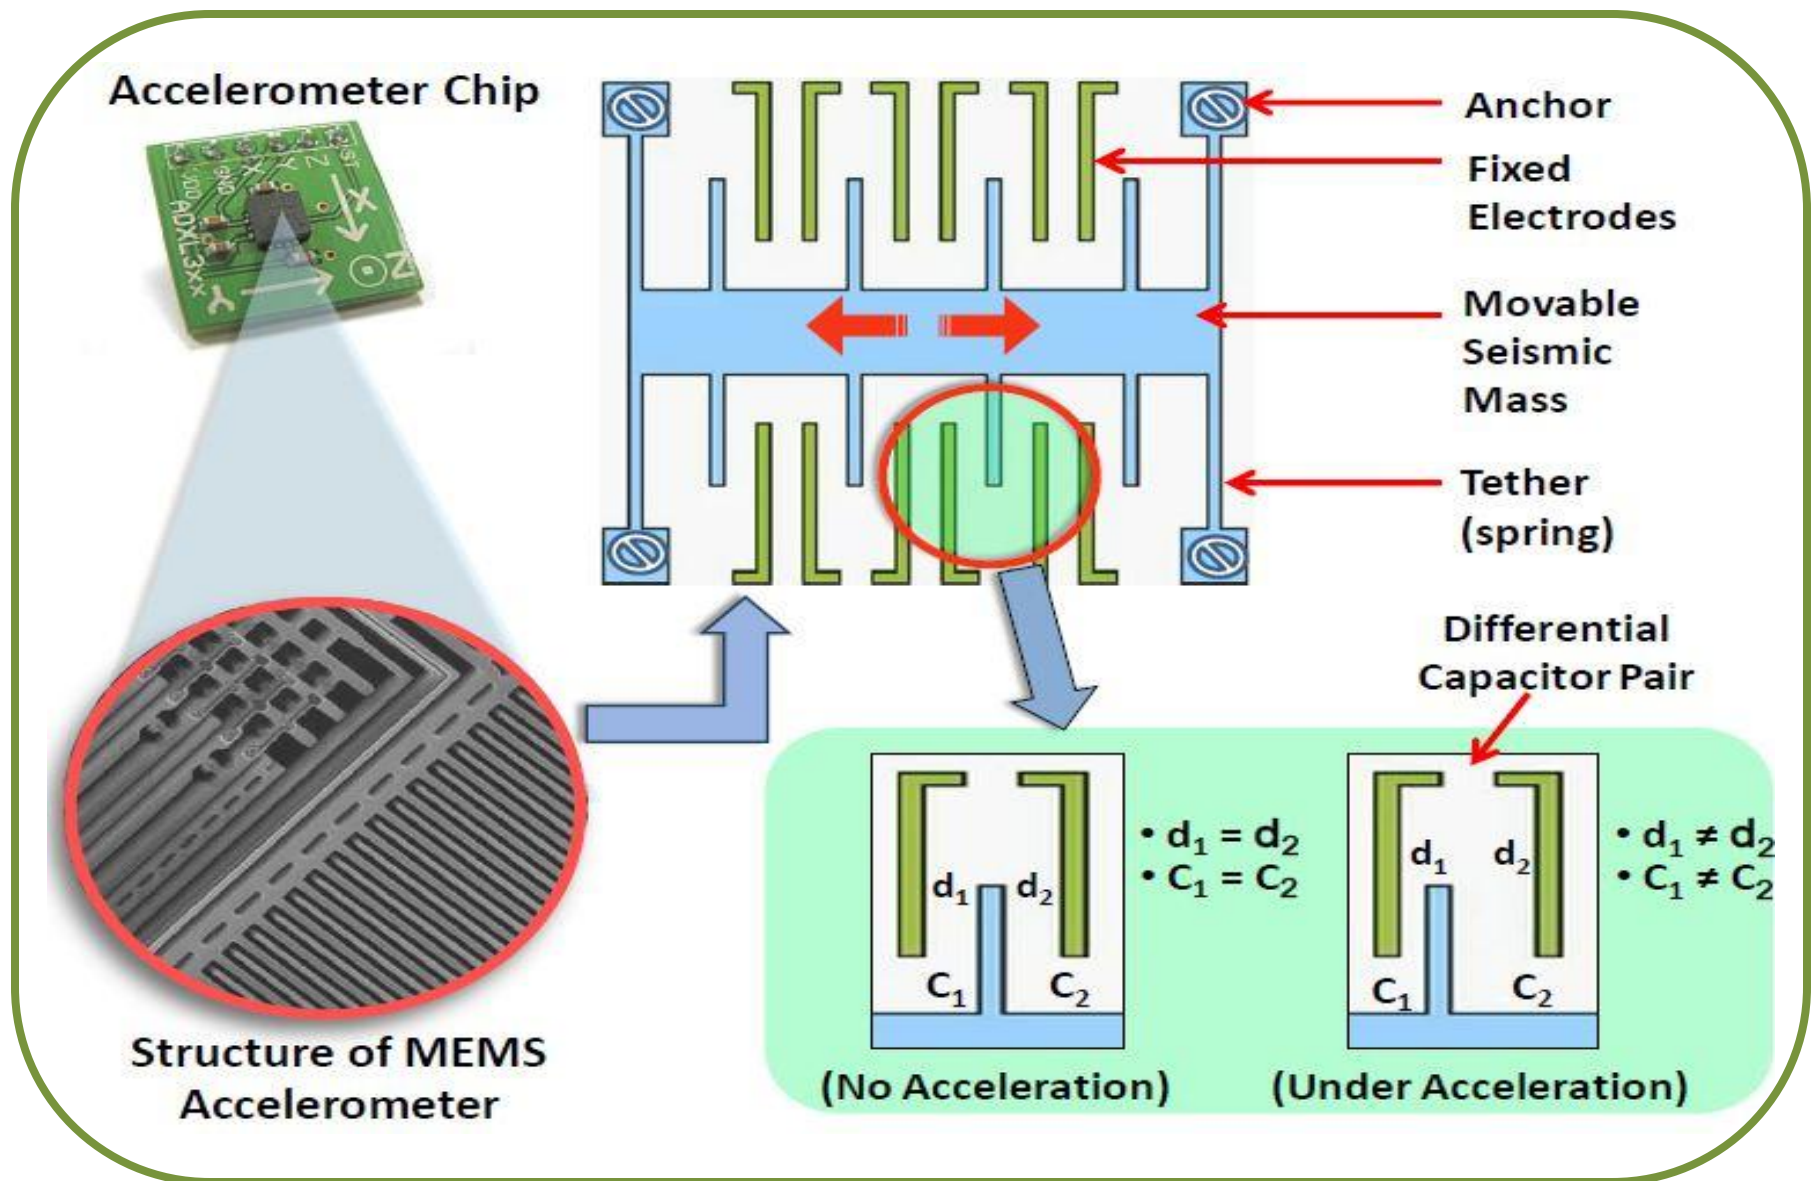 Accelerometer Chip
VDD
GND
X
Y
Z
ST
ADXL3xx
X
Y
Z
Anchor
Fixed
Electrodes
Movable
Seismic
Mass
Tether
(spring)
Differential
Capacitor Pair
d₁ d₂
C₁ C₂
• d₁ = d₂
• C₁ = C₂
(No Acceleration)
d₁ d₂
C₁ C₂
• d₁ ≠ d₂
• C₁ ≠ C₂
(Under Acceleration)
Structure of MEMS
Accelerometer